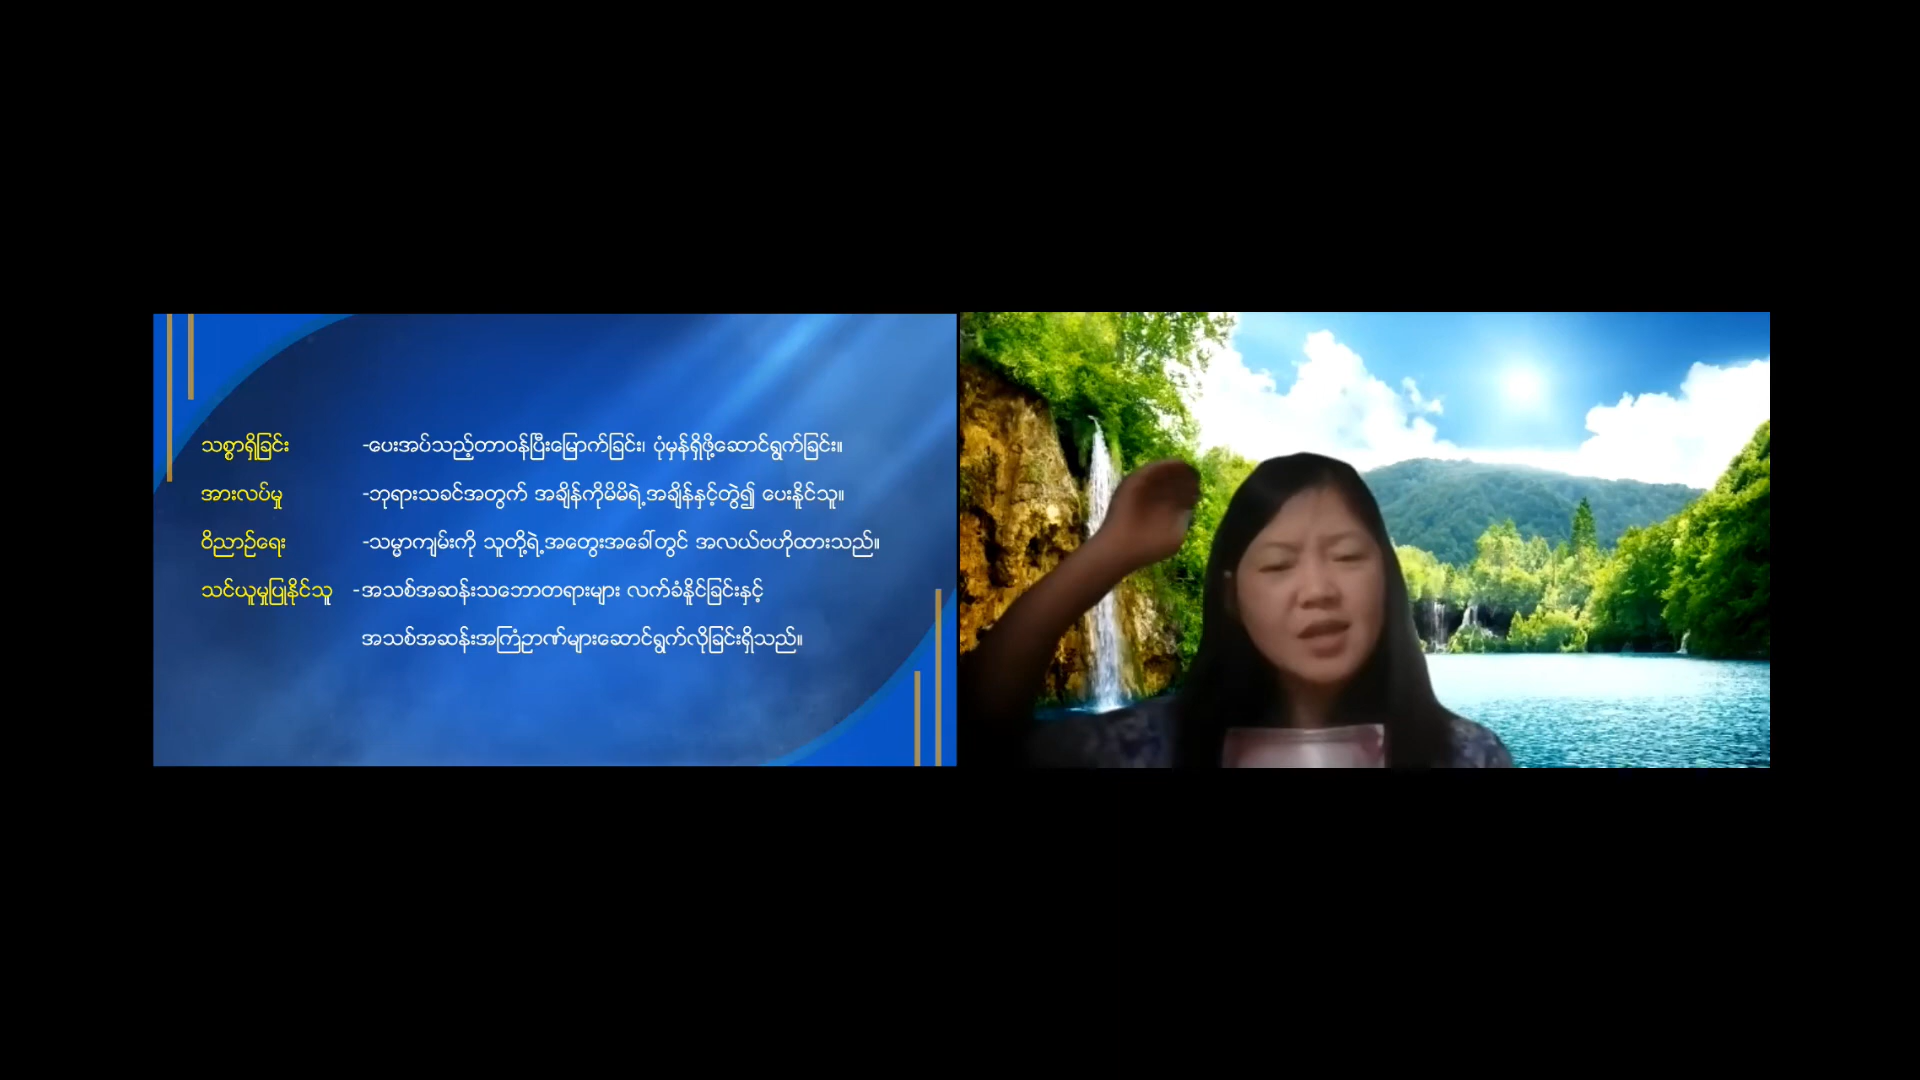 သစ္စာရှိခြင်း -ပေးအပ်သည့်တာဝန်ပြီးမြောက်ခြင်း၊ ပုံမှန်ရှိဖို့ဆောင်ရွက်ခြင်း။
အားလပ်မှု -ဘုရားသခင်အတွက် အချိန်ကိုမိမိရဲ့အချိန်နှင့်တွဲ၍ ပေးနိူင်သူ။
ဝိညာဉ်ရေး -သမ္မာကျမ်းကို သူတို့ရဲ့အတွေးအခေါ်တွင် အလယ်ဗဟိုထားသည်။
သင်ယူမှုပြုနိုင်သူ -အသစ်အဆန်းသဘောတရားများ လက်ခံနိူင်ခြင်းနှင့်
အသစ်အဆန်းအကြံဉာဏ်များဆောင်ရွက်လိုခြင်းရှိသည်။